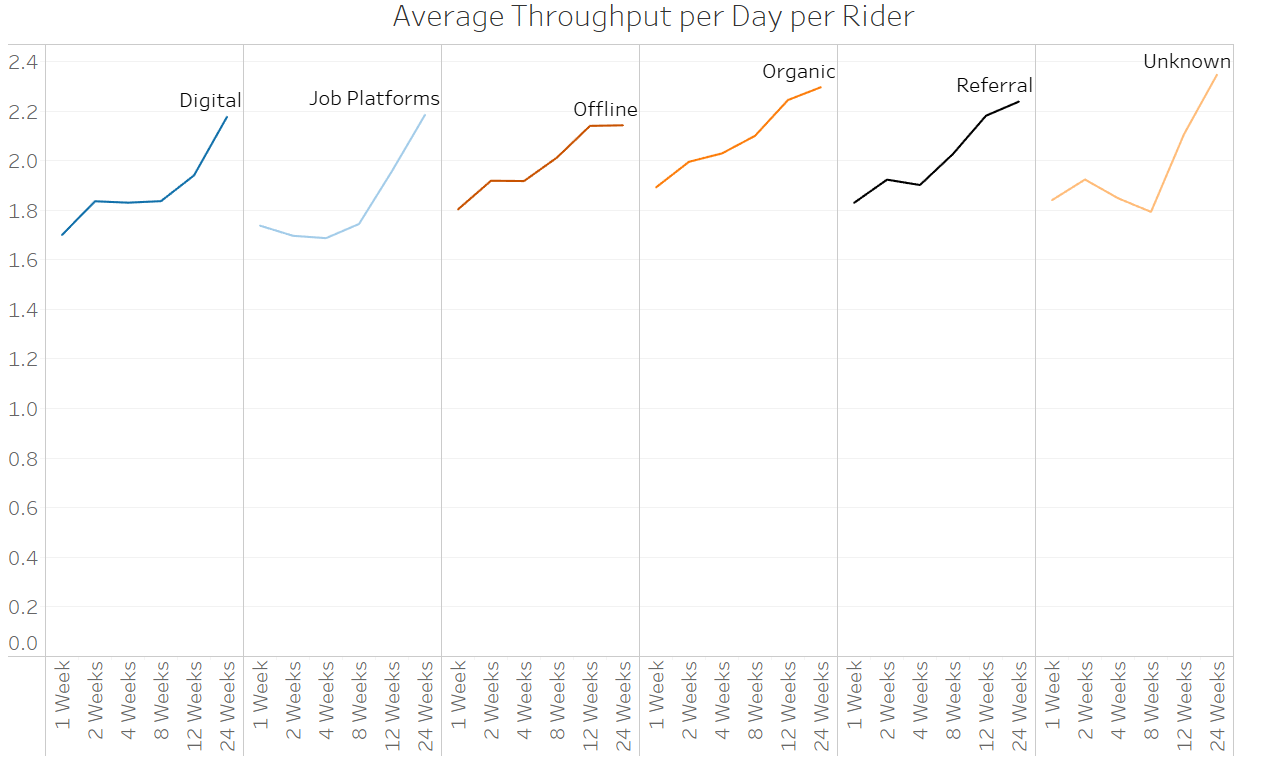 Average Throughput per Day per Rider
2.4
2.2
2.0
1.8
1.6
1.4
1.2
1.0
0.8
0.6
0.4
0.2
0.0
Digital
Job Platforms
Offline
Organic
Referral
Unknown
1 Week
2 Weeks
4 Weeks
8 Weeks
12 Weeks
24 Weeks
1 Week
2 Weeks
4 Weeks
8 Weeks
12 Weeks
24 Weeks
1 Week
2 Weeks
4 Weeks
8 Weeks
12 Weeks
24 Weeks
1 Week
2 Weeks
4 Weeks
8 Weeks
12 Weeks
24 Weeks
1 Week
2 Weeks
4 Weeks
8 Weeks
12 Weeks
24 Weeks
1 Week
2 Weeks
4 Weeks
8 Weeks
12 Weeks
24 Weeks